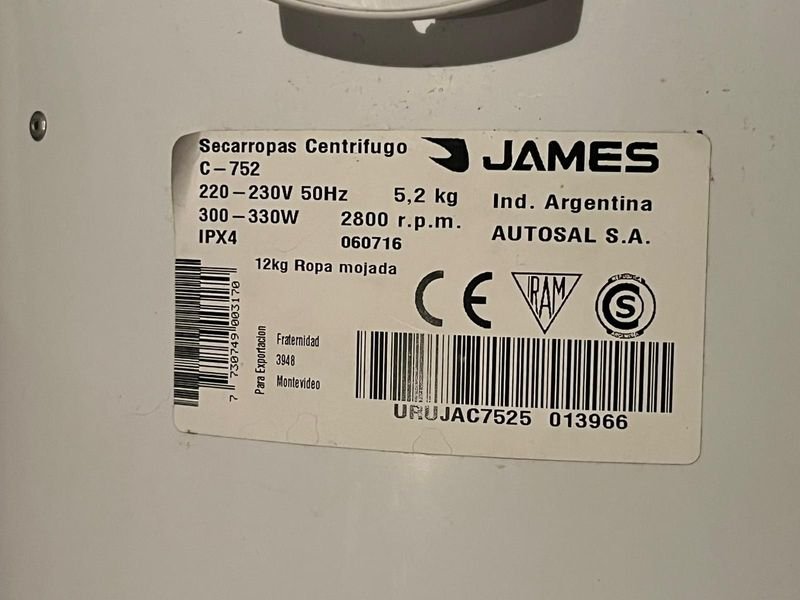 Secarropas Centrifugo
C-752
220-230V 50Hz 5,2 kg
300-330W 2800 r.p.m.
IPX4 060716
12kg Ropa mojada
JAMES
Ind. Argentina
AUTOSAL S.A.
CE IRAM S
7 730749 003170
Para Exportacion
Fraternidad
3948
Montevideo
URUJAC7525 013966